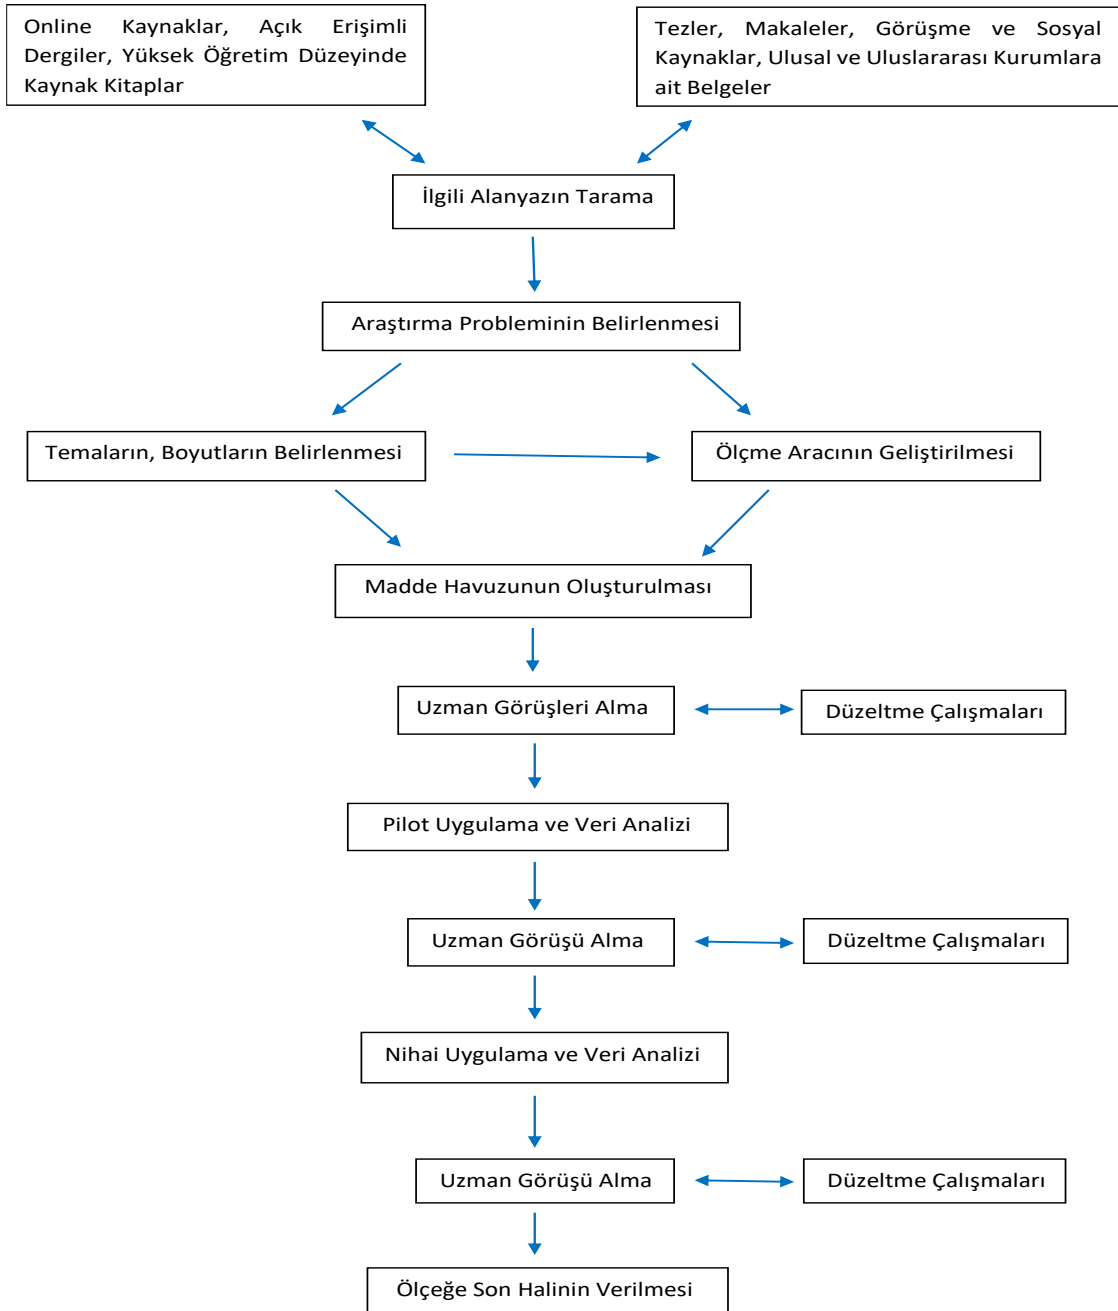 Online Kaynaklar, Açık Erişimli
Dergiler, Yüksek Öğretim Düzeyinde
Kaynak Kitaplar
Tezler, Makaleler, Görüşme ve Sosyal
Kaynaklar, Ulusal ve Uluslararası Kurumlara
ait Belgeler
İlgili Alanyazın Tarama
Araştırma Probleminin Belirlenmesi
Temaların, Boyutların Belirlenmesi
Ölçme Aracının Geliştirilmesi
Madde Havuzunun Oluşturulması
Uzman Görüşleri Alma
Düzeltme Çalışmaları
Pilot Uygulama ve Veri Analizi
Uzman Görüşü Alma
Düzeltme Çalışmaları
Nihai Uygulama ve Veri Analizi
Uzman Görüşü Alma
Düzeltme Çalışmaları
Ölçeğe Son Halinin Verilmesi